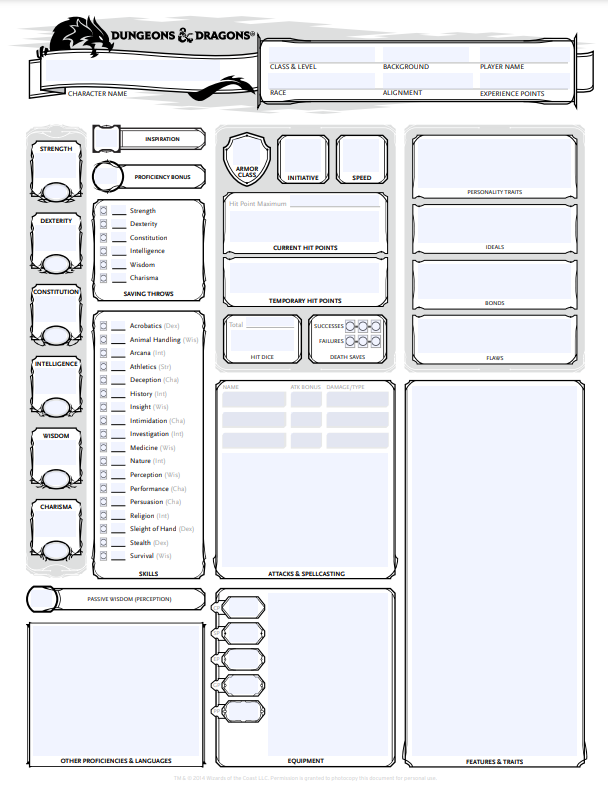 DUNGEONS & DRAGONS®
CLASS & LEVEL
BACKGROUND
PLAYER NAME
CHARACTER NAME
RACE
ALIGNMENT
EXPERIENCE POINTS
STRENGTH
DEXTERITY
CONSTITUTION
INTELLIGENCE
WISDOM
CHARISMA
INSPIRATION
PROFICIENCY BONUS
Strength
Dexterity
Constitution
Intelligence
Wisdom
Charisma
SAVING THROWS
Acrobatics (Dex)
Animal Handling (Wis)
Arcana (Int)
Athletics (Str)
Deception (Cha)
History (Int)
Insight (Wis)
Intimidation (Cha)
Investigation (Int)
Medicine (Wis)
Nature (Int)
Perception (Wis)
Performance (Cha)
Persuasion (Cha)
Religion (Int)
Sleight of Hand (Dex)
Stealth (Dex)
Survival (Wis)
SKILLS
PASSIVE WISDOM (PERCEPTION)
OTHER PROFICIENCIES & LANGUAGES
ARMOR
CLASS
INITIATIVE
SPEED
Hit Point Maximum
CURRENT HIT POINTS
TEMPORARY HIT POINTS
Total
HIT DICE
SUCCESSES
FAILURES
DEATH SAVES
NAME
ATK BONUS
DAMAGE/TYPE
ATTACKS & SPELLCASTING
EQUIPMENT
PERSONALITY TRAITS
IDEALS
BONDS
FLAWS
FEATURES & TRAITS
TM & © 2014 Wizards of the Coast LLC. Permission is granted to photocopy this document for personal use.